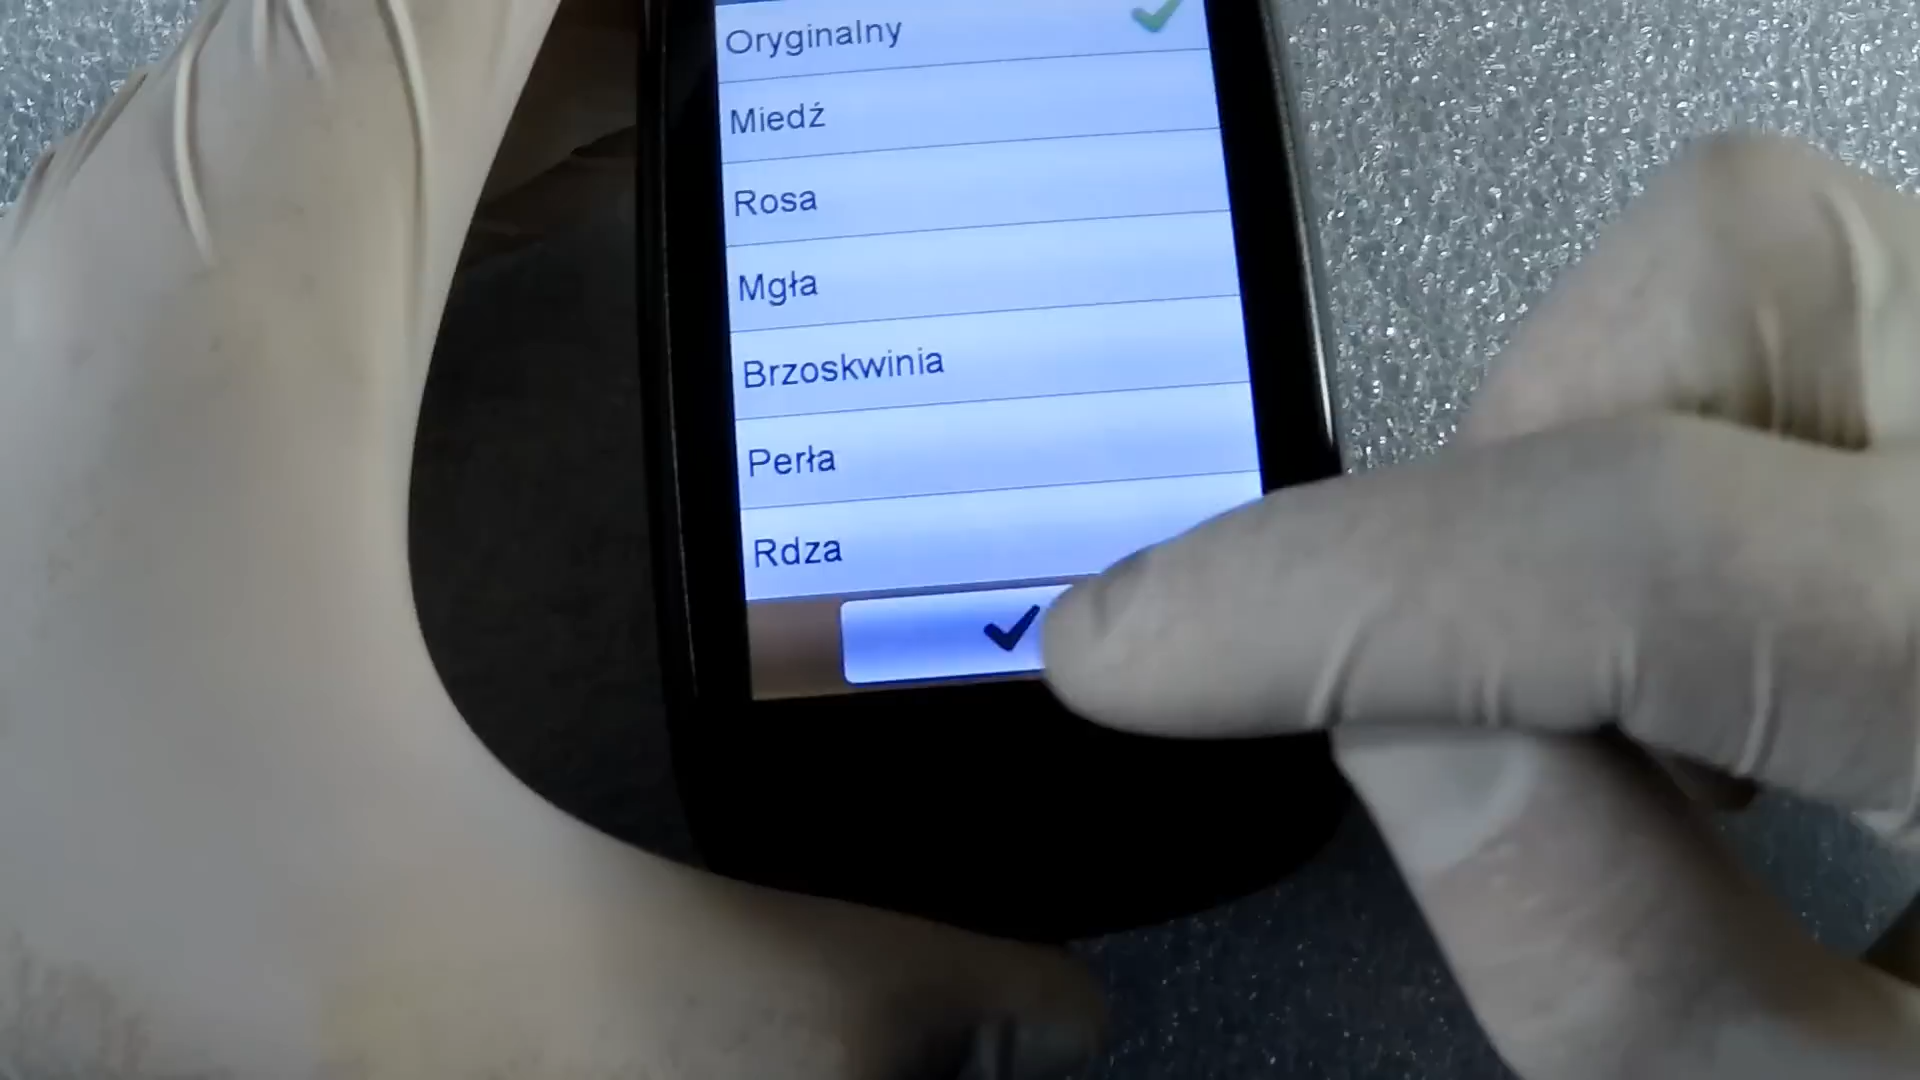 Oryginalny
Miedź
Rosa
Mgła
Brzoskwinia
Perła
Rdza